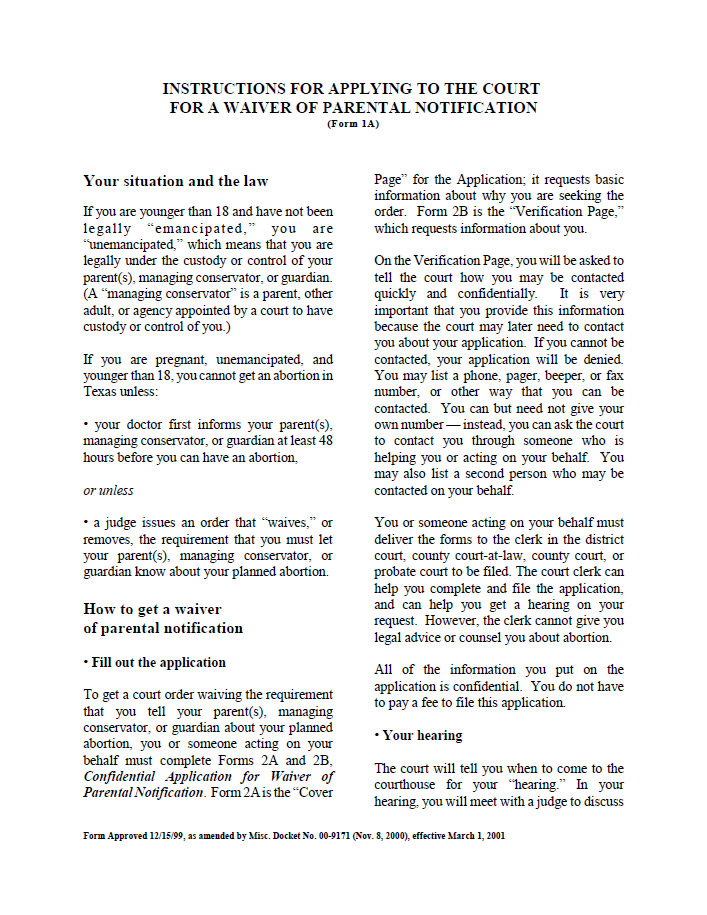 INSTRUCTIONS FOR APPLYING TO THE COURT
FOR A WAIVER OF PARENTAL NOTIFICATION
(Form 1A)
Your situation and the law
If you are younger than 18 and have not been
legally “emancipated,” you are
“unemancipated,” which means that you are
legally under the custody or control of your
parent(s), managing conservator, or guardian.
(A “managing conservator” is a parent, other
adult, or agency appointed by a court to have
custody or control of you.)
If you are pregnant, unemancipated, and
younger than 18, you cannot get an abortion in
Texas unless:
• your doctor first informs your parent(s),
managing conservator, or guardian at least 48
hours before you can have an abortion,
or unless
• a judge issues an order that “waives,” or
removes, the requirement that you must let
your parent(s), managing conservator, or
guardian know about your planned abortion.
How to get a waiver
of parental notification
• Fill out the application
To get a court order waiving the requirement
that you tell your parent(s), managing
conservator, or guardian about your planned
abortion, you or someone acting on your
behalf must complete Forms 2A and 2B,
Confidential Application for Waiver of
Parental Notification. Form 2A is the “Cover
Page” for the Application; it requests basic
information about why you are seeking the
order. Form 2B is the “Verification Page,”
which requests information about you.
On the Verification Page, you will be asked to
tell the court how you may be contacted
quickly and confidentially. It is very
important that you provide this information
because the court may later need to contact
you about your application. If you cannot be
contacted, your application will be denied.
You may list a phone, pager, beeper, or fax
number, or other way that you can be
contacted. You can but need not give your
own number — instead, you can ask the court
to contact you through someone who is
helping you or acting on your behalf. You
may also list a second person who may be
contacted on your behalf.
You or someone acting on your behalf must
deliver the forms to the clerk in the district
court, county court-at-law, county court, or
probate court to be filed. The court clerk can
help you complete and file the application,
and can help you get a hearing on your
request. However, the clerk cannot give you
legal advice or counsel you about abortion.
All of the information you put on the
application is confidential. You do not have
to pay a fee to file this application.
• Your hearing
The court will tell you when to come to the
courthouse for your “hearing.” In your
hearing, you will meet with a judge to discuss
Form Approved 12/15/99, as amended by Misc. Docket No. 00-9171 (Nov. 8, 2000), effective March 1, 2001